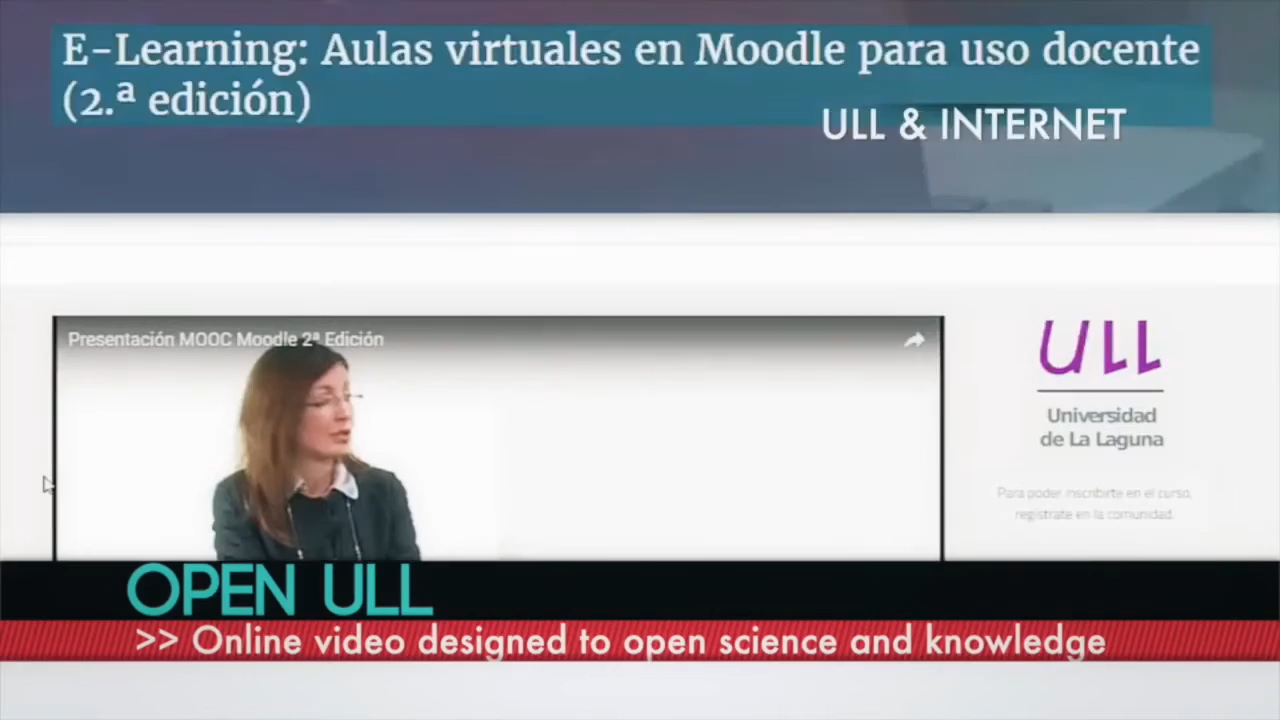 E-Learning: Aulas virtuales en Moodle para uso docente
(2.ª edición)
ULL & INTERNET
Presentación MOOC Moodle 2ª Edición
ULL
Universidad
de La Laguna
Para poder inscribirte en el curso,
regístrate en la comunidad.
OPEN ULL
>> Online video designed to open science and knowledge